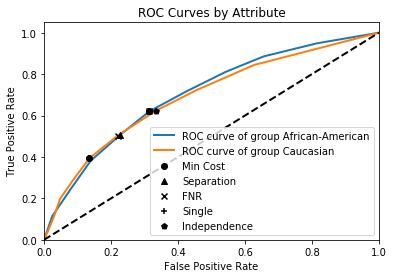 ROC Curves by Attribute
1.0
0.8
0.6
0.4
0.2
0.0
True Positive Rate
ROC curve of group African-American
ROC curve of group Caucasian
Min Cost
Separation
FNR
Single
Independence
0.0 0.2 0.4 0.6 0.8 1.0
False Positive Rate